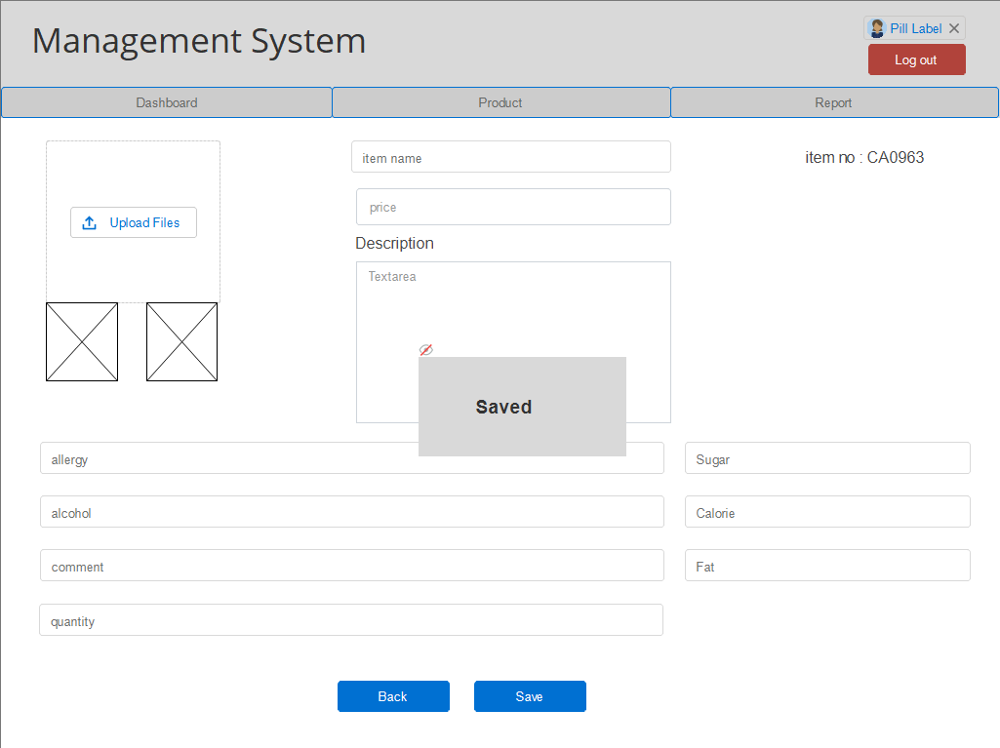 Management System
Pill Label
Log out
Dashboard
Product
Report
item name
item no : CA0963
price
Upload Files
Description
Textarea
Saved
allergy
Sugar
alcohol
Calorie
comment
Fat
quantity
Back
Save